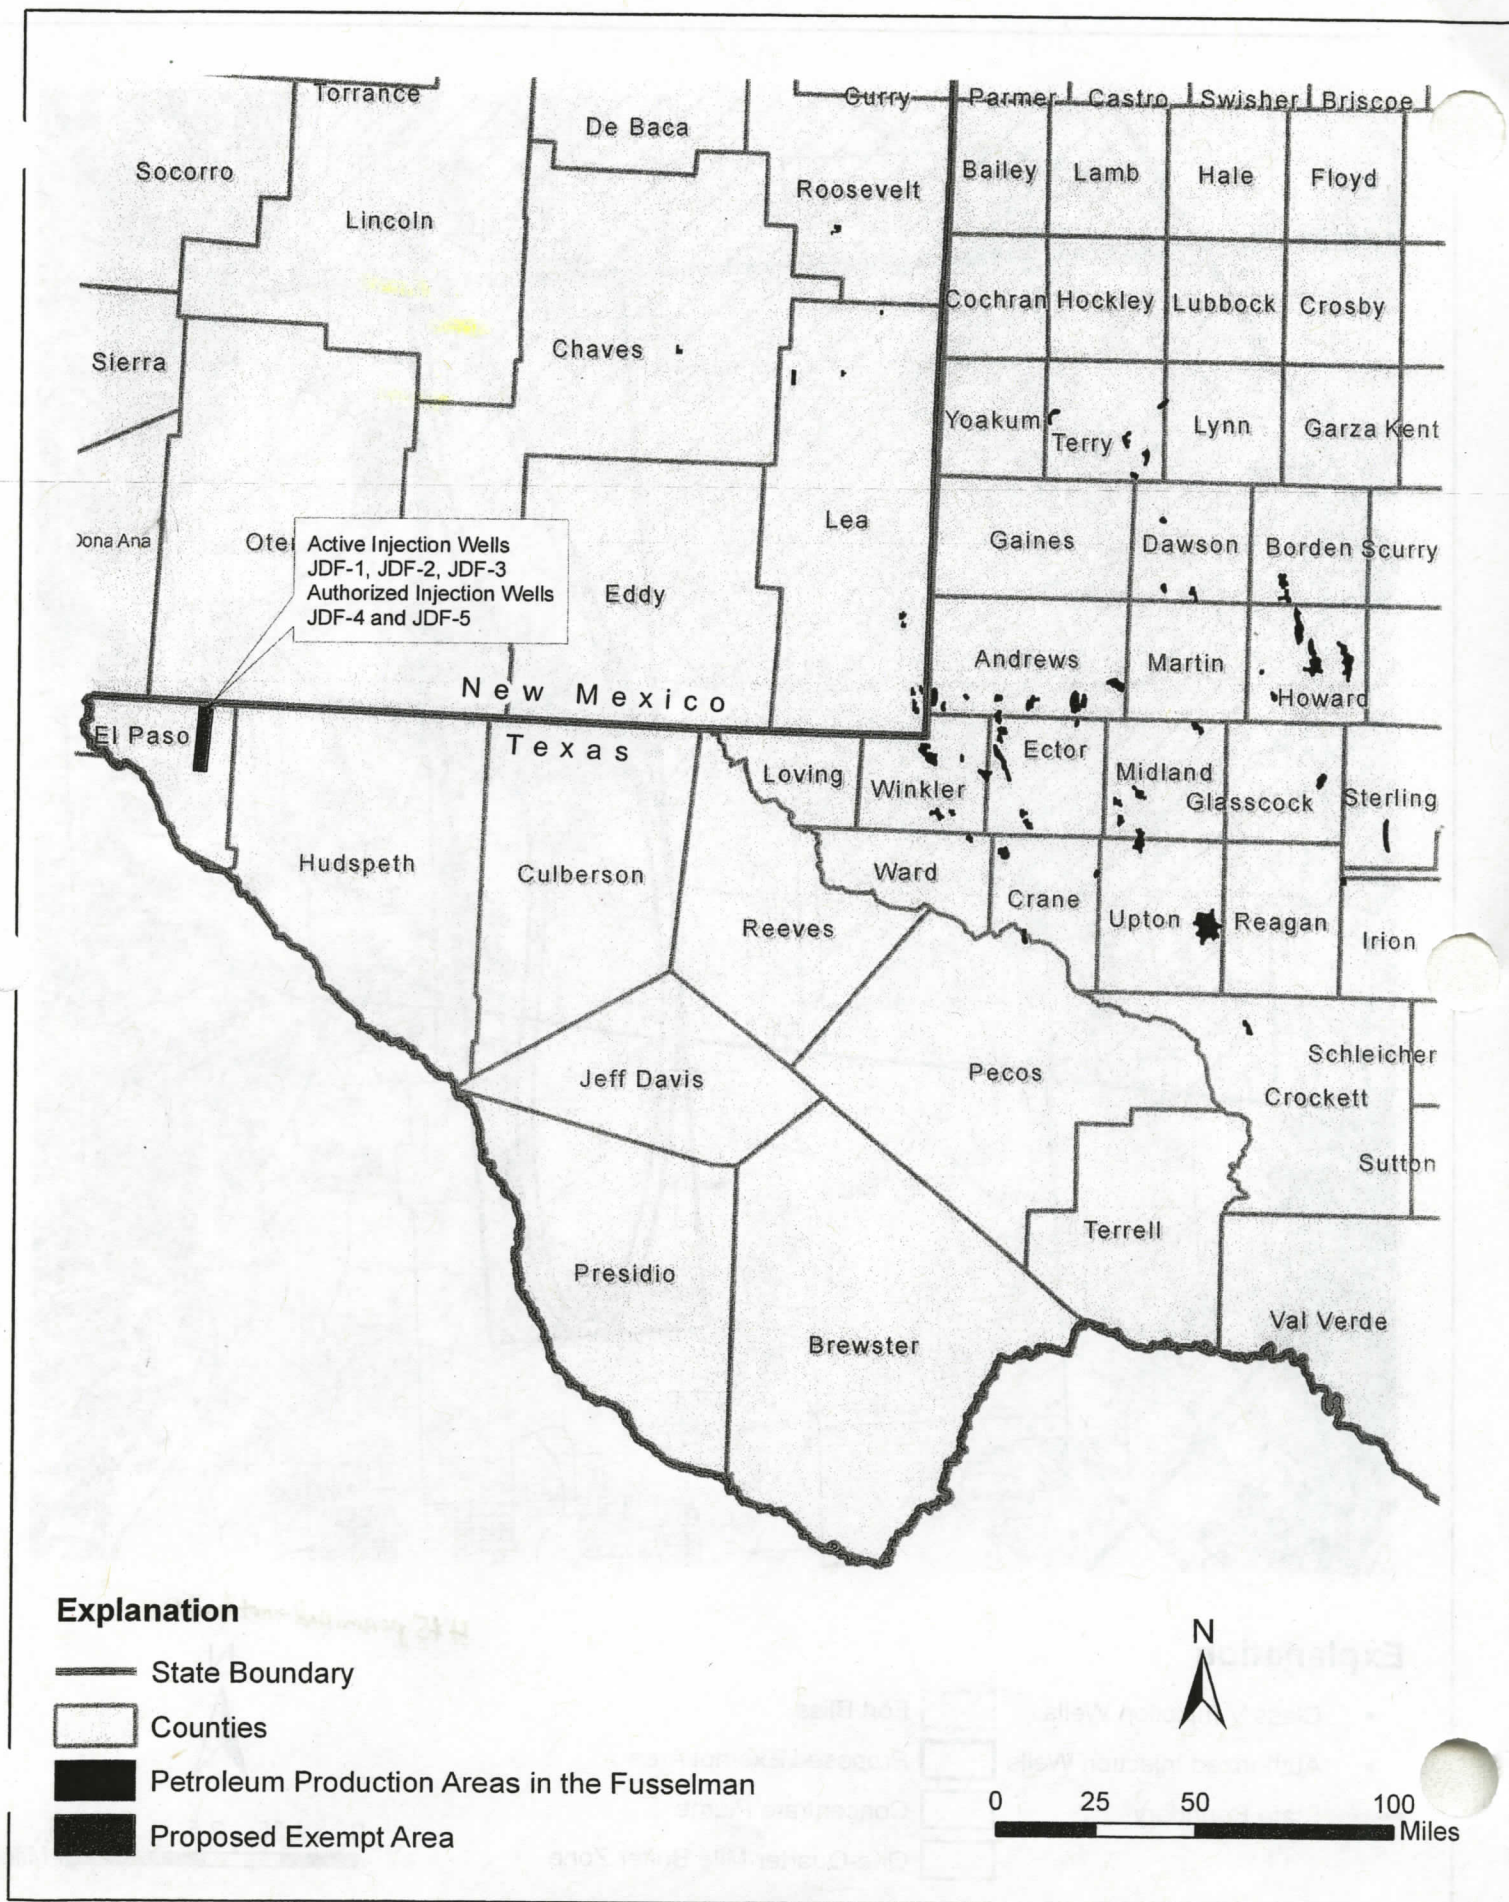 Torrance
Curry
Parmer
Castro
Swisher
Briscoe
De Baca
Socorro
Bailey
Lamb
Hale
Floyd
Roosevelt
Lincoln
Cochran
Hockley
Lubbock
Crosby
Chaves
Sierra
Yoakum
Terry
Lynn
Garza
Kent
Lea
Dona Ana
Oter
Gaines
Dawson
Borden
Scurry
Active Injection Wells
JDF-1, JDF-2, JDF-3
Authorized Injection Wells
JDF-4 and JDF-5
Eddy
Andrews
Martin
Howard
New Mexico
Texas
El Paso
Loving
Winkler
Ector
Midland
Glasscock
Sterling
Hudspeth
Culberson
Ward
Crane
Reeves
Upton
Reagan
Irion
Jeff Davis
Pecos
Schleicher
Crockett
Sutton
Terrell
Presidio
Val Verde
Brewster
Explanation
State Boundary
Counties
Petroleum Production Areas in the Fusselman
Proposed Exempt Area
N
0 25 50 100
Miles